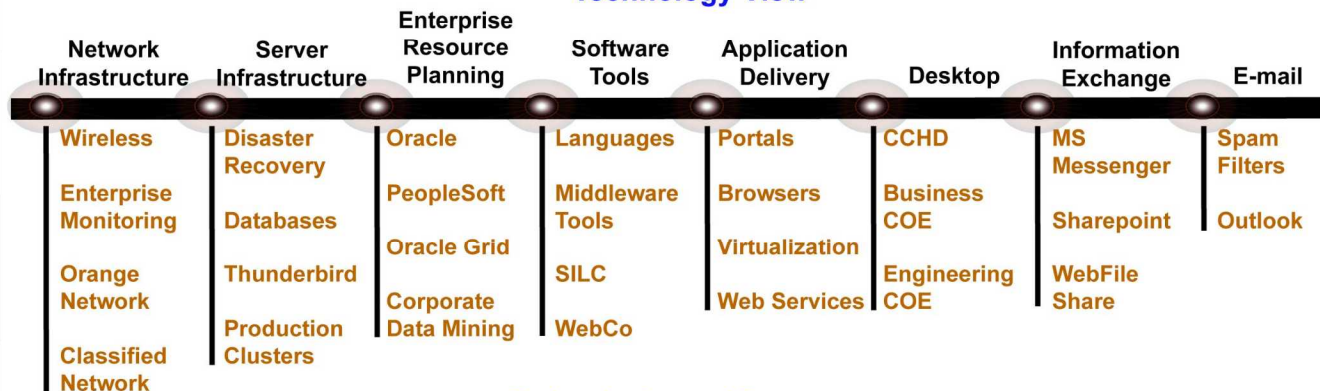 Technology View
Network
Infrastructure
Server
Infrastructure
Enterprise
Resource
Planning
Software
Tools
Application
Delivery
Desktop
Information
Exchange
E-mail
Wireless
Enterprise
Monitoring
Orange
Network
Classified
Network
Disaster
Recovery
Databases
Thunderbird
Production
Clusters
Oracle
PeopleSoft
Oracle Grid
Corporate
Data Mining
Languages
Middleware
Tools
SILC
WebCo
Portals
Browsers
Virtualization
Web Services
CCHD
Business
COE
Engineering
COE
MS
Messenger
Sharepoint
WebFile
Share
Spam
Filters
Outlook